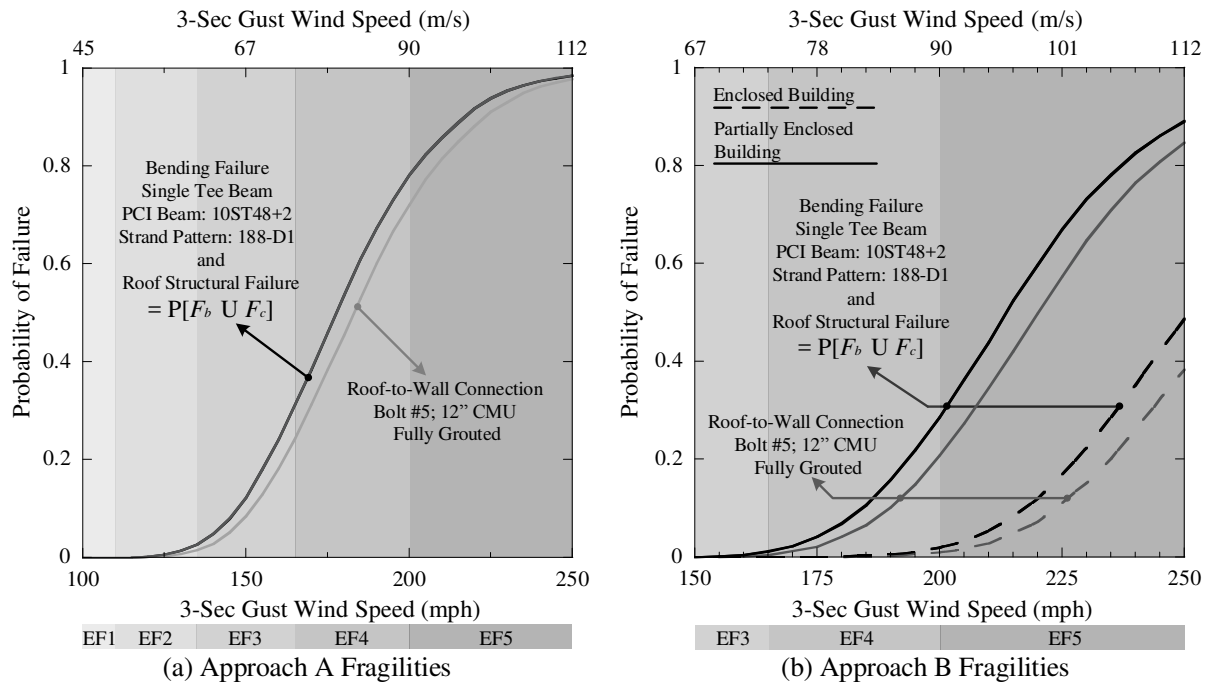 3-Sec Gust Wind Speed (m/s)
45 67 90 112
1
0.8
0.6
0.4
0.2
0
Probability of Failure
Bending Failure
Single Tee Beam
PCI Beam: 10ST48+2
Strand Pattern: 188-D1
and
Roof Structural Failure
= P[Fb U Fc]
Roof-to-Wall Connection
Bolt #5; 12” CMU
Fully Grouted
100 150 200 250
3-Sec Gust Wind Speed (mph)
EF1 EF2 EF3 EF4 EF5
(a) Approach A Fragilities
3-Sec Gust Wind Speed (m/s)
67 78 90 101 112
1
0.8
0.6
0.4
0.2
0
Probability of Failure
Enclosed Building
Partially Enclosed
Building
Bending Failure
Single Tee Beam
PCI Beam: 10ST48+2
Strand Pattern: 188-D1
and
Roof Structural Failure
= P[Fb U Fc]
Roof-to-Wall Connection
Bolt #5; 12” CMU
Fully Grouted
150 175 200 225 250
3-Sec Gust Wind Speed (mph)
EF3 EF4 EF5
(b) Approach B Fragilities